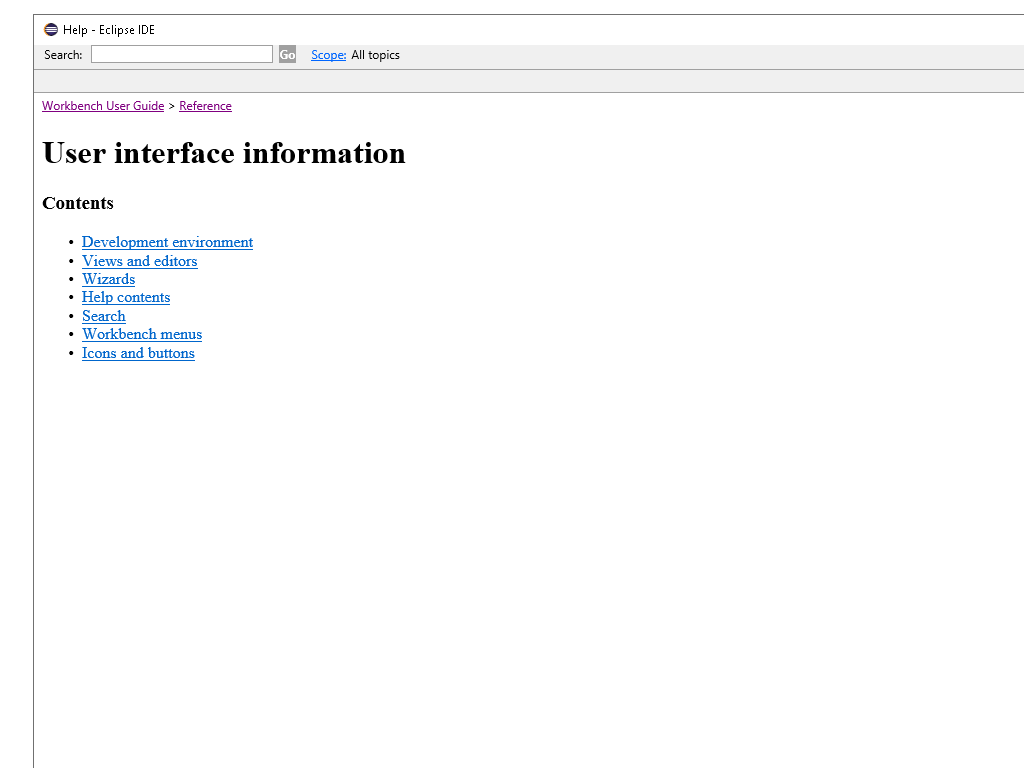 Help - Eclipse IDE
Search: Go Scope: All topics
Workbench User Guide > Reference
User interface information
Contents
• Development environment
• Views and editors
• Wizards
• Help contents
• Search
• Workbench menus
• Icons and buttons